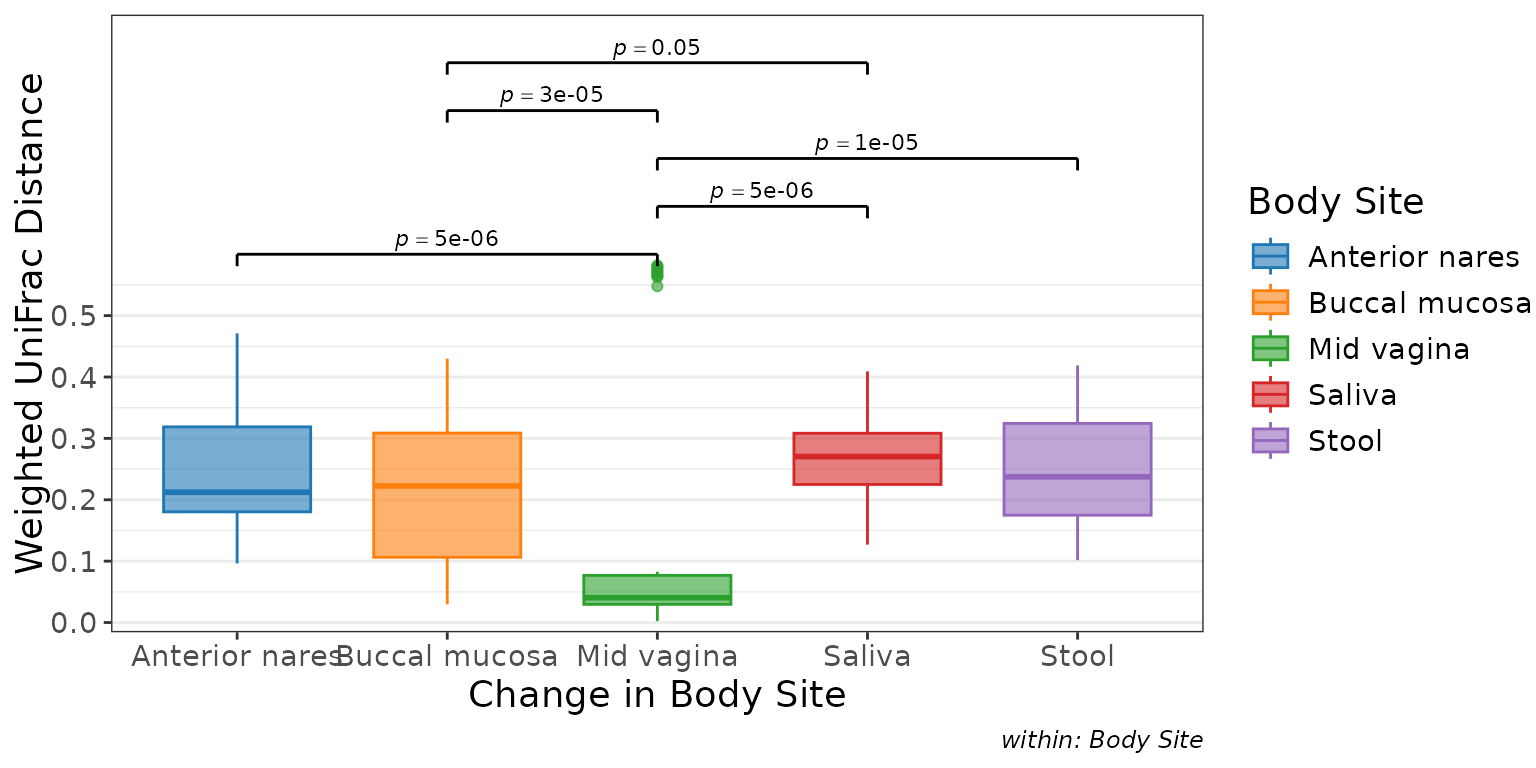 p = 0.05
p = 3e-05
p = 1e-05
p = 5e-06
p = 5e-06
Weighted UniFrac Distance
0.5
0.4
0.3
0.2
0.1
0.0
Anterior nares Buccal mucosa Mid vagina Saliva Stool
Change in Body Site
within: Body Site
Body Site
Anterior nares
Buccal mucosa
Mid vagina
Saliva
Stool